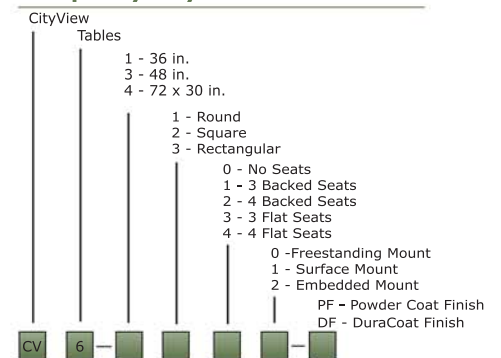 CityView
Tables
1 - 36 in.
3 - 48 in.
4 - 72 x 30 in.
1 - Round
2 - Square
3 - Rectangular
0 - No Seats
1 - 3 Backed Seats
2 - 4 Backed Seats
3 - 3 Flat Seats
4 - 4 Flat Seats
0 -Freestanding Mount
1 - Surface Mount
2 - Embedded Mount
PF – Powder Coat Finish
DF - DuraCoat Finish
CV 6 — —